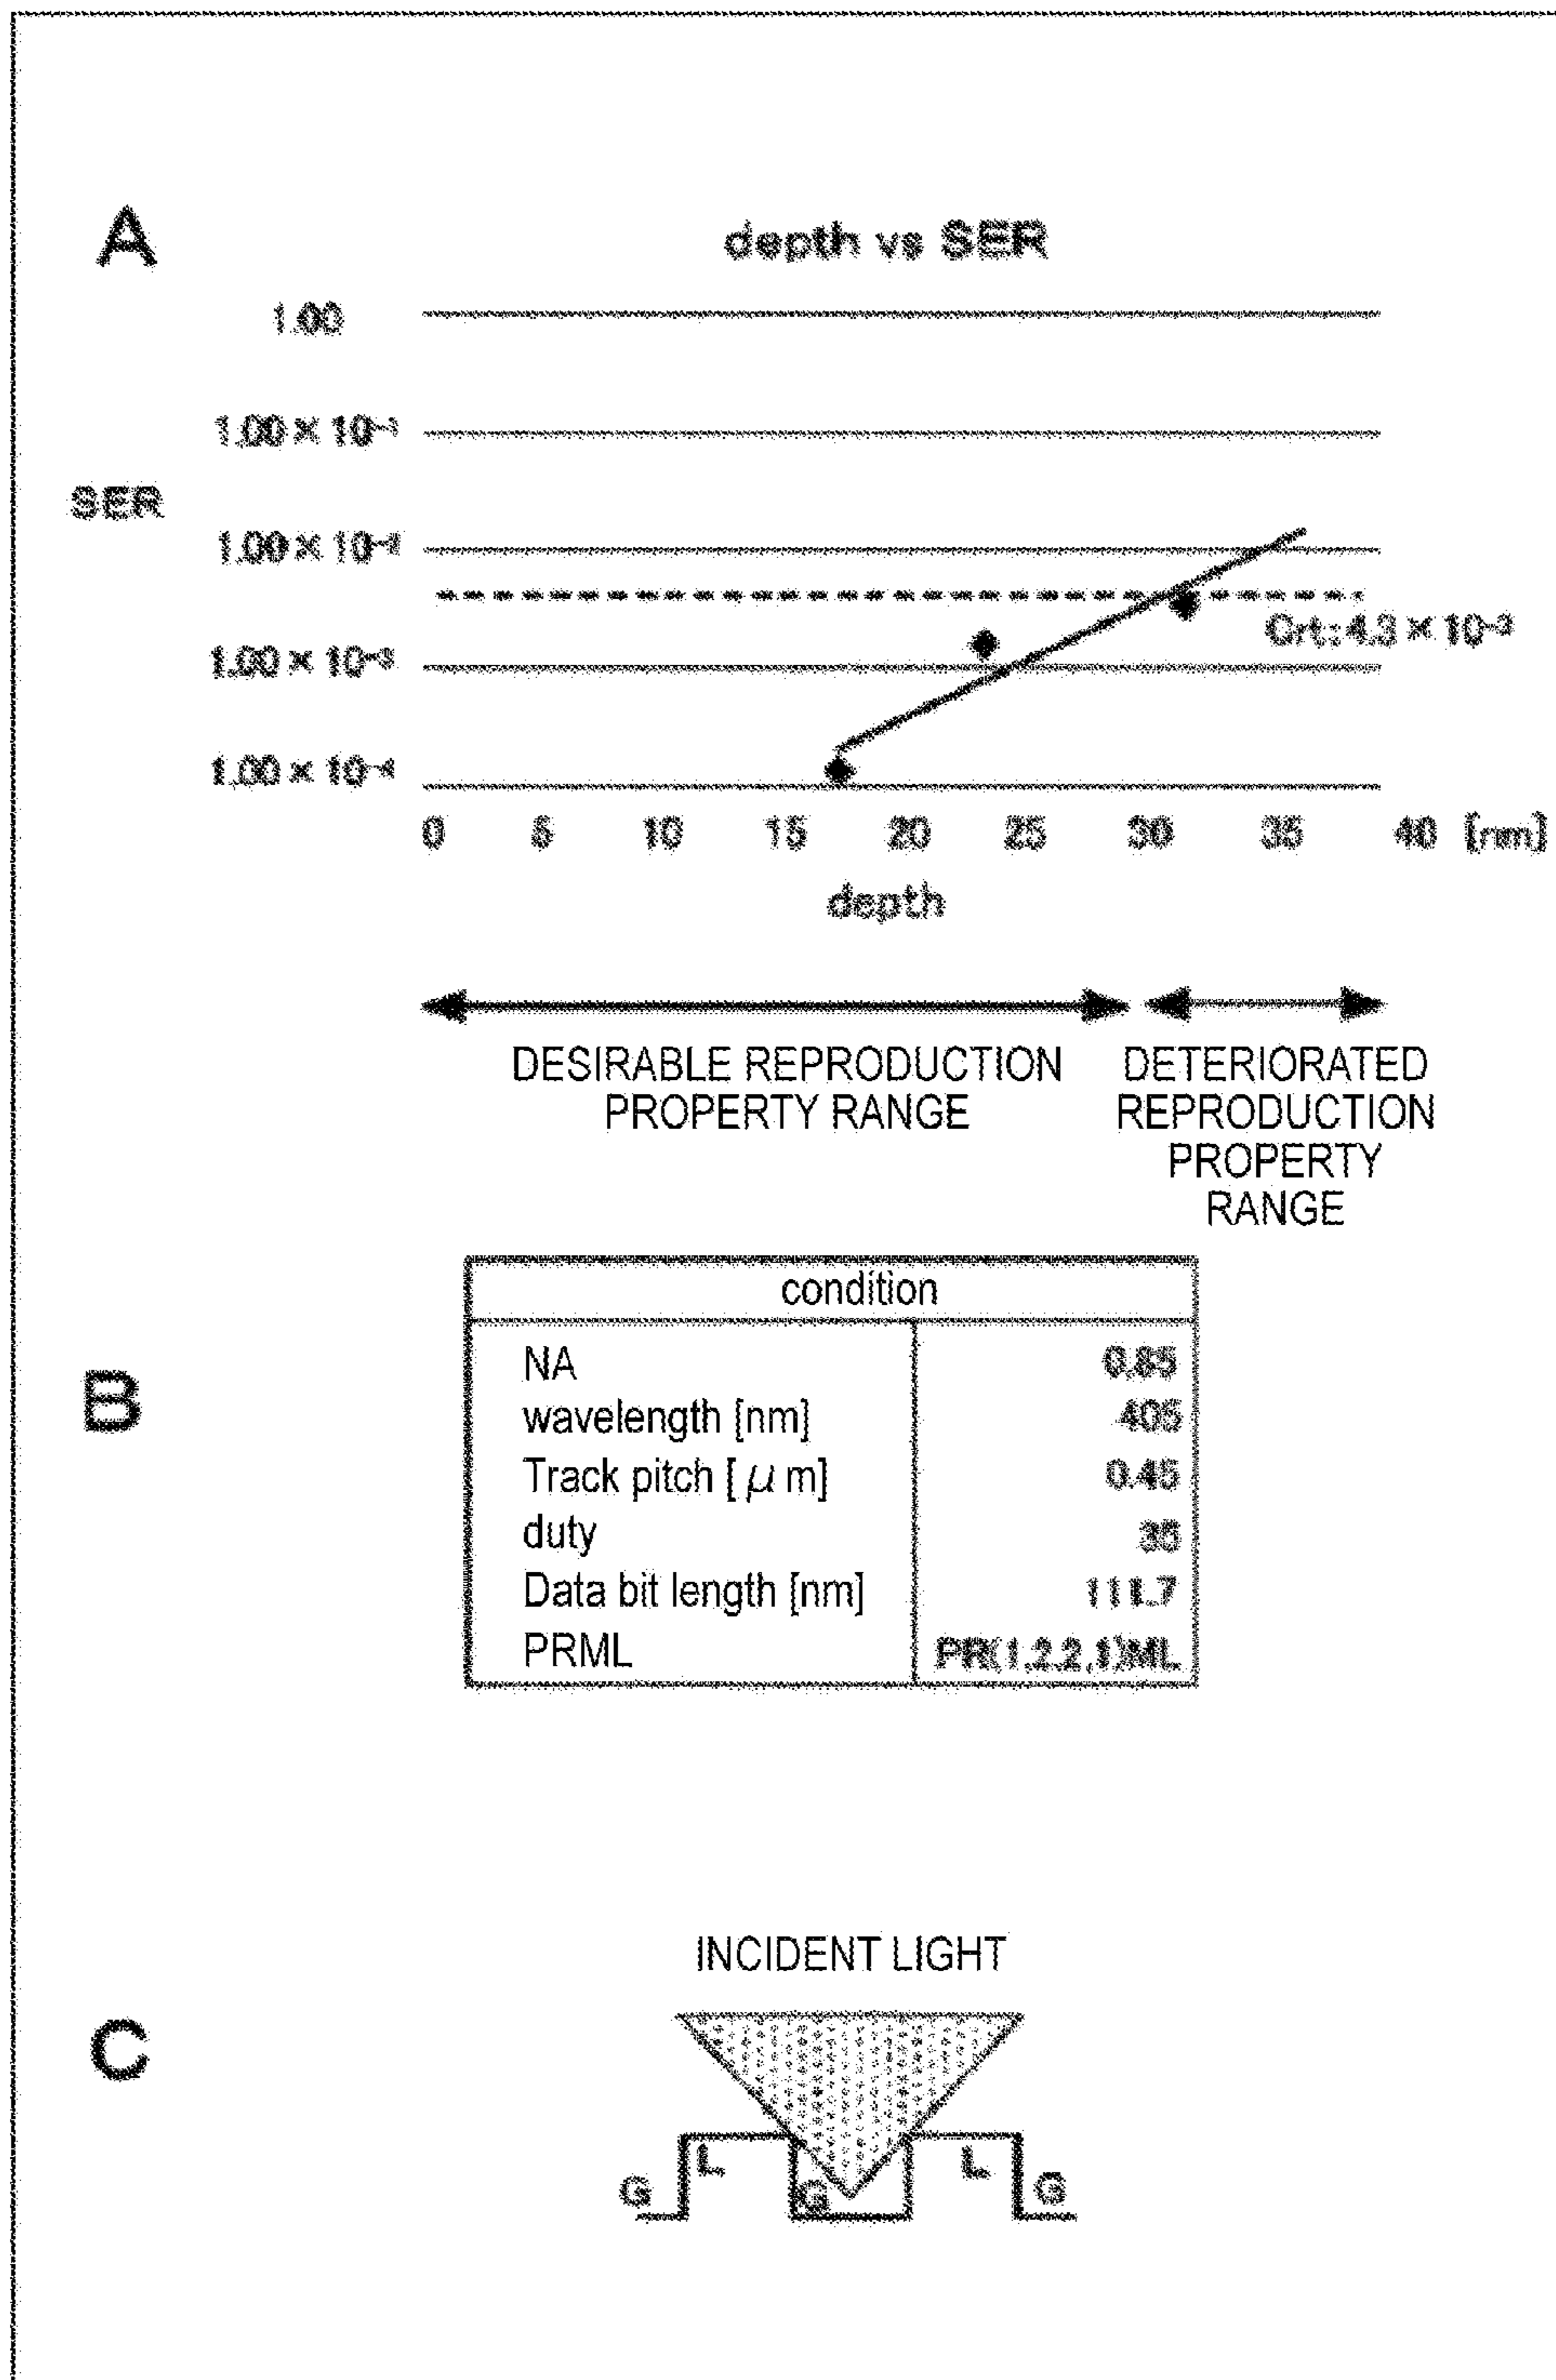 A
depth vs SER
1.00
1.00 × 10⁻¹
SER
1.00 × 10⁻²
Crt.: 4.3 × 10⁻³
1.00 × 10⁻³
1.00 × 10⁻⁴
0 5 10 15 20 25 30 35 40 [nm]
depth
DESIRABLE REPRODUCTION
PROPERTY RANGE
DETERIORATED
REPRODUCTION
PROPERTY
RANGE
B
condition
NA 0.85
wavelength [nm] 405
Track pitch [μm] 0.45
duty 35
Data bit length [nm] 111.7
PRML PR(1,2,2,1)ML
C
INCIDENT LIGHT
L L
G G G